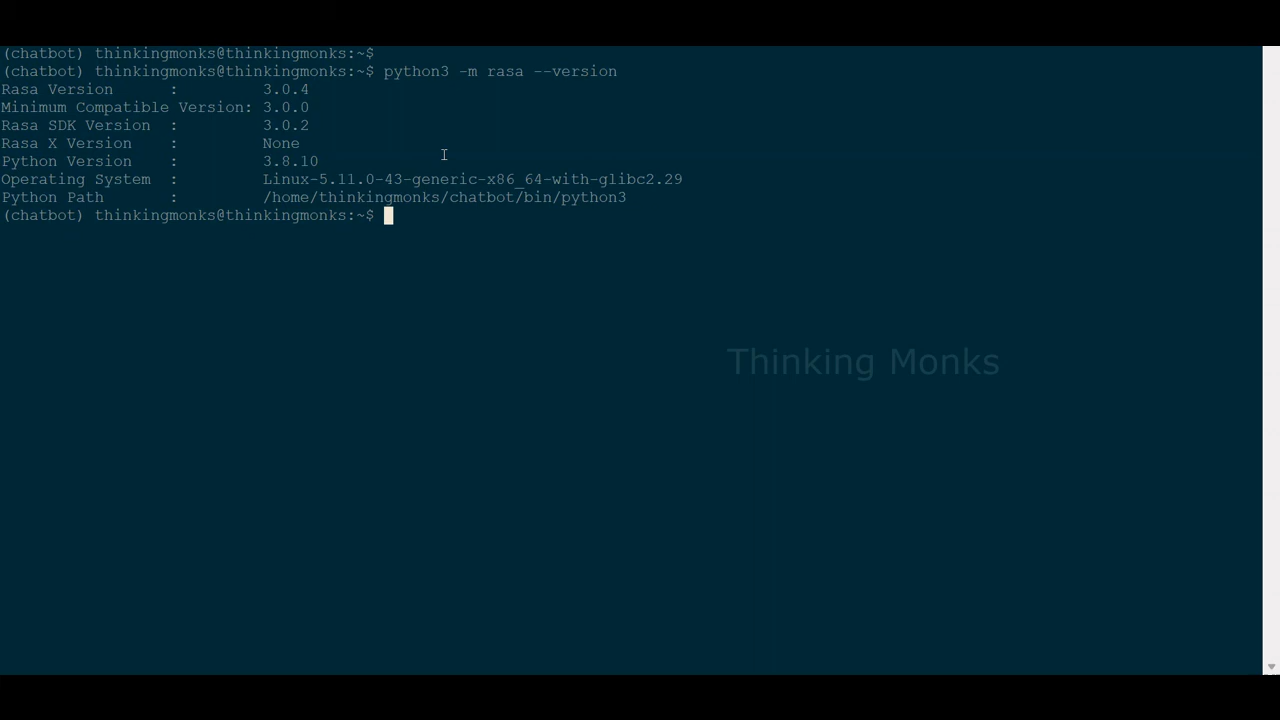 (chatbot) thinkingmonks@thinkingmonks:~$
(chatbot) thinkingmonks@thinkingmonks:~$ python3 -m rasa --version
Rasa Version      :         3.0.4
Minimum Compatible Version: 3.0.0
Rasa SDK Version  :         3.0.2
Rasa X Version    :         None
Python Version    :         3.8.10
Operating System  :         Linux-5.11.0-43-generic-x86_64-with-glibc2.29
Python Path       :         /home/thinkingmonks/chatbot/bin/python3
(chatbot) thinkingmonks@thinkingmonks:~$
Thinking Monks